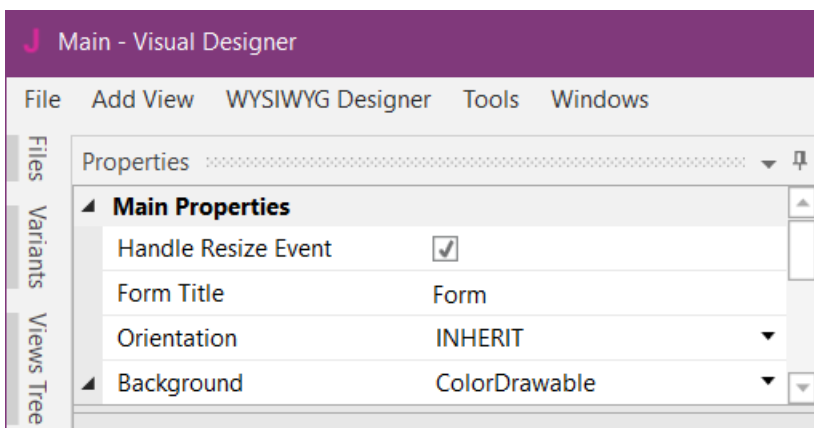 J Main - Visual Designer
File Add View WYSIWYG Designer Tools Windows
Files
Variants
Views Tree
Properties
Main Properties
Handle Resize Event
Form Title Form
Orientation INHERIT
Background ColorDrawable